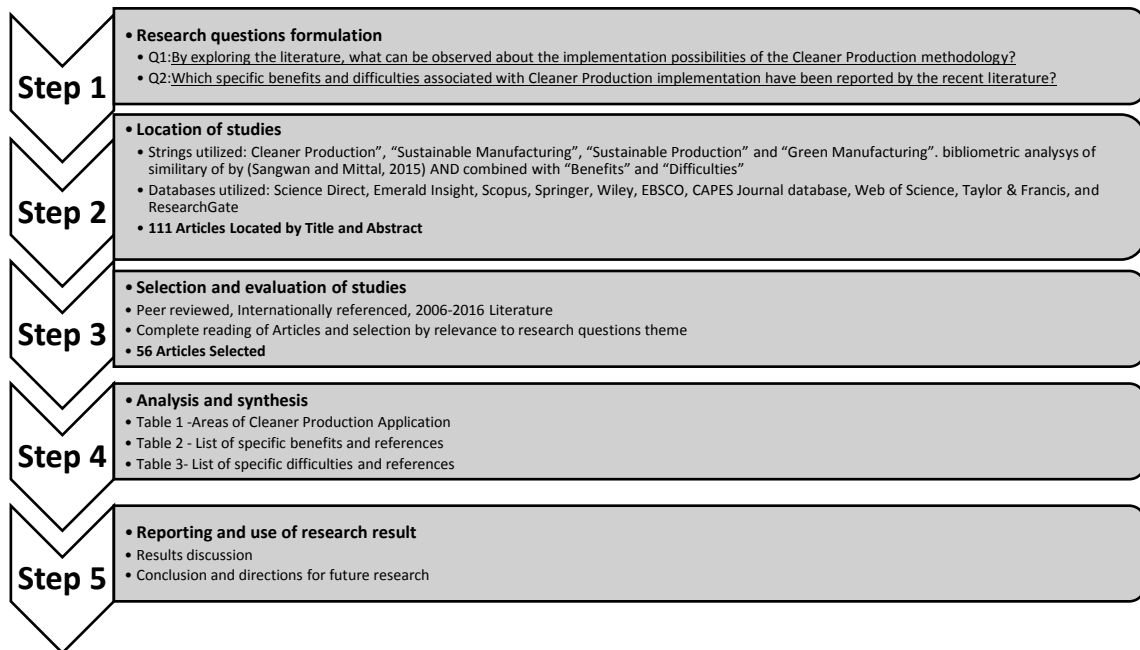 Step 1
• Research questions formulation
• Q1:By exploring the literature, what can be observed about the implementation possibilities of the Cleaner Production methodology?
• Q2:Which specific benefits and difficulties associated with Cleaner Production implementation have been reported by the recent literature?
Step 2
• Location of studies
• Strings utilized: Cleaner Production”, “Sustainable Manufacturing”, “Sustainable Production” and “Green Manufacturing”. bibliometric analysys of
similitary of by (Sangwan and Mittal, 2015) AND combined with “Benefits” and “Difficulties”
• Databases utilized: Science Direct, Emerald Insight, Scopus, Springer, Wiley, EBSCO, CAPES Journal database, Web of Science, Taylor & Francis, and
ResearchGate
• 111 Articles Located by Title and Abstract
Step 3
• Selection and evaluation of studies
• Peer reviewed, Internationally referenced, 2006-2016 Literature
• Complete reading of Articles and selection by relevance to research questions theme
• 56 Articles Selected
Step 4
• Analysis and synthesis
• Table 1 -Areas of Cleaner Production Application
• Table 2 - List of specific benefits and references
• Table 3- List of specific difficulties and references
Step 5
• Reporting and use of research result
• Results discussion
• Conclusion and directions for future research